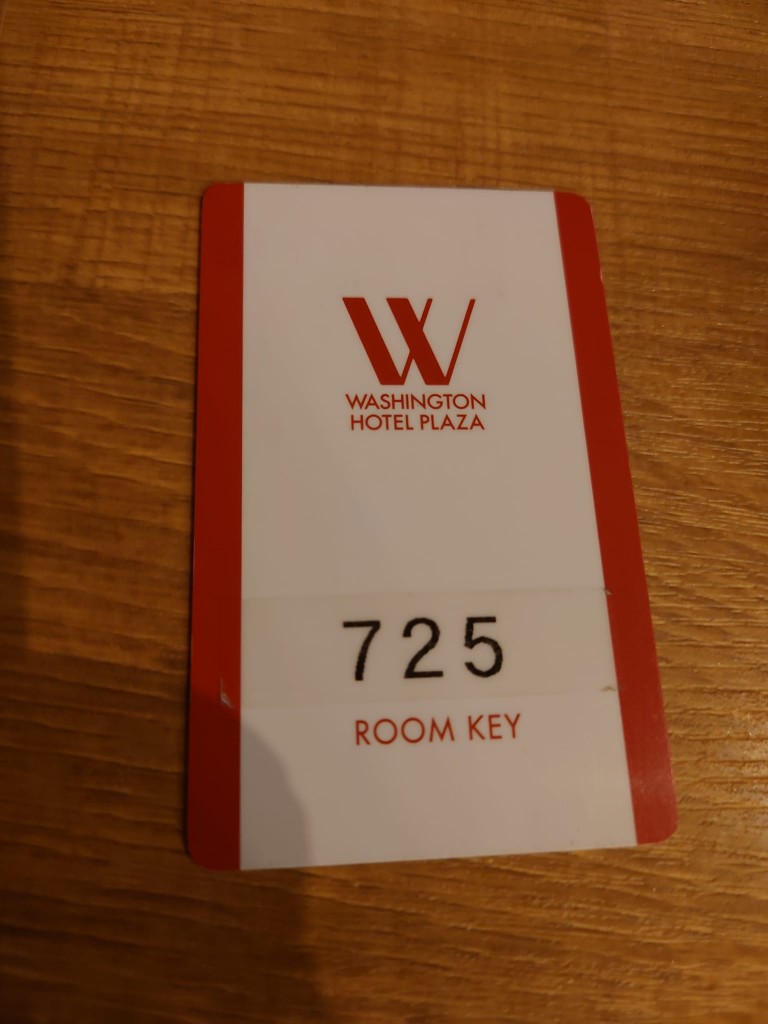 W
WASHINGTON
HOTEL PLAZA
725
ROOM KEY